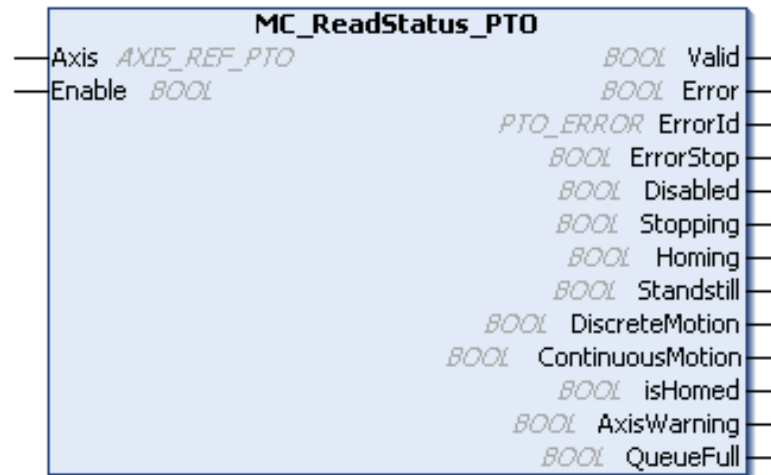 MC_ReadStatus_PTO
Axis AXIS_REF_PTO BOOL Valid
Enable BOOL BOOL Error
PTO_ERROR ErrorId
BOOL ErrorStop
BOOL Disabled
BOOL Stopping
BOOL Homing
BOOL Standstill
BOOL DiscreteMotion
BOOL ContinuousMotion
BOOL isHomed
BOOL AxisWarning
BOOL QueueFull